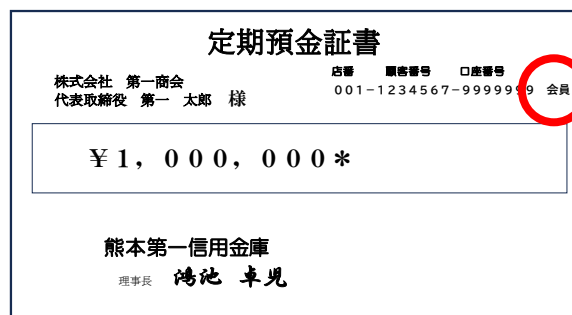 定期預金証書
店番 顧客番号 口座番号
株式会社 第一商会
001-1234567-9999999 会員
代表取締役 第一 太郎 様
¥1,000,000*
熊本第一信用金庫
理事長 鴻池 卓児